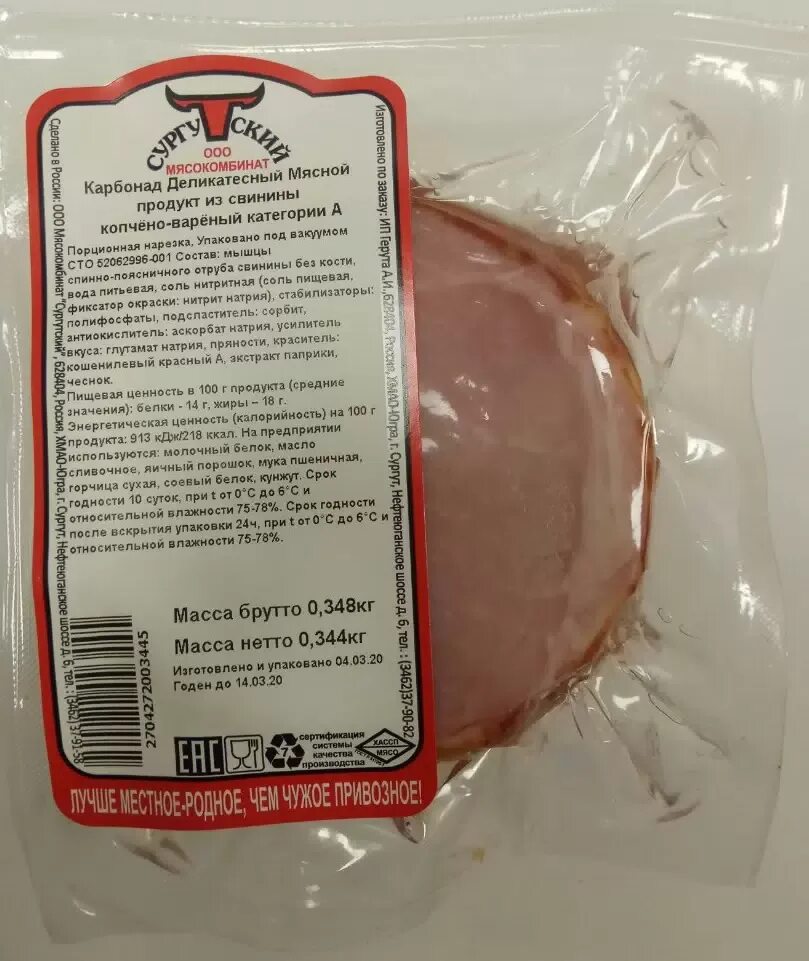 СУРГУТСКИЙ
ООО
МЯСОКОМБИНАТ
Карбонад Деликатесный Мясной
продукт из свинины
копчёно-варёный категории А
Порционная нарезка, Упаковано под вакуумом
СТО 52062996-001 Состав: мышцы
спинно-поясничного отруба свинины без кости,
вода питьевая, соль нитритная (соль пищевая,
фиксатор окраски: нитрит натрия), стабилизаторы:
полифосфаты, подсластитель: сорбит,
антиокислитель: аскорбат натрия, усилитель
вкуса: глутамат натрия, пряности, краситель:
кошенилевый красный А, экстракт паприки,
чеснок.
Пищевая ценность в 100 г продукта (средние
значения): белки - 14 г, жиры – 18 г.
Энергетическая ценность (калорийность) на 100 г
продукта: 913 кДж/218 ккал. На предприятии
используются: молочный белок, масло
сливочное, яичный порошок, мука пшеничная,
горчица сухая, соевый белок, кунжут. Срок
годности 10 суток, при t от 0°С до 6°С и
относительной влажности 75-78%. Срок годности
после вскрытия упаковки 24ч, при t от 0°С до 6°С и
относительной влажности 75-78%.
Масса брутто 0,348кг
Масса нетто 0,344кг
Изготовлено и упаковано 04.03.20
Годен до 14.03.20
2704272003445
ЕАС
7
сертификация
системы
качества
производства
ХАССП
МЯСО
ЛУЧШЕ МЕСТНОЕ-РОДНОЕ, ЧЕМ ЧУЖОЕ ПРИВОЗНОЕ!
Сделано в России: ООО Мясокомбинат "Сургутский", 628404, Россия, ХМАО-Югра, г. Сургут, Нефтеюганское шоссе д. 6, тел.: (3462)37-91-58
Изготовлено по заказу: ИП Герута А.И., 628404, Россия, ХМАО-Югра, г. Сургут, Нефтеюганское шоссе д. 6, тел. : (3462)37-90-82